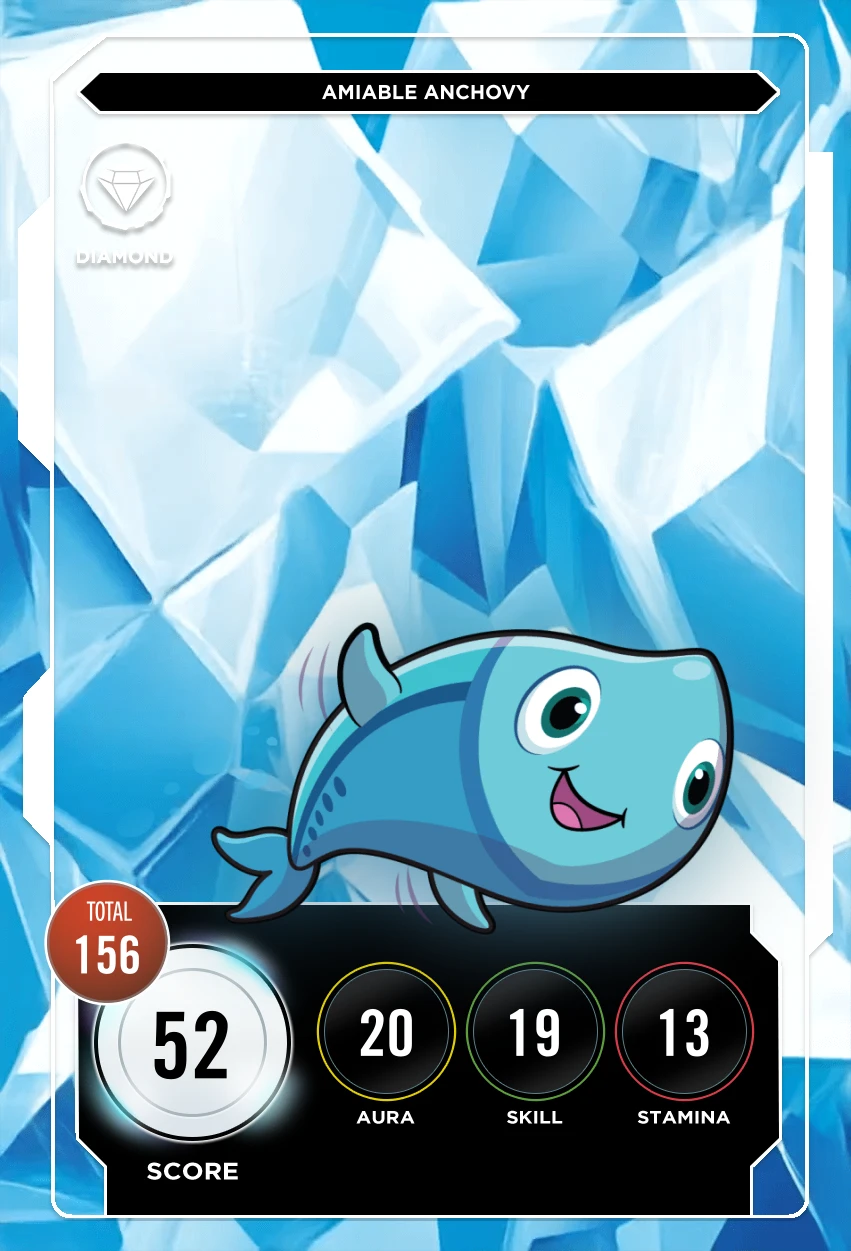 AMIABLE ANCHOVY
DIAMOND
TOTAL
156
52
SCORE
20
AURA
19
SKILL
13
STAMINA